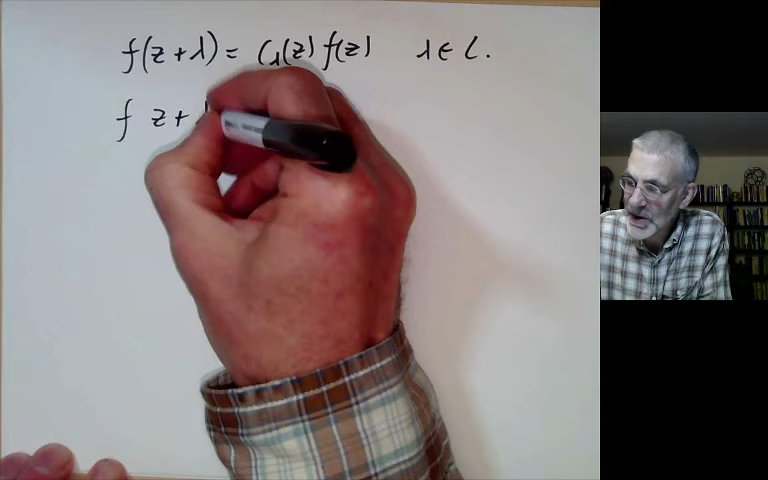 f(z+λ) = C_λ(z) f(z) λ ∈ L.
f z+